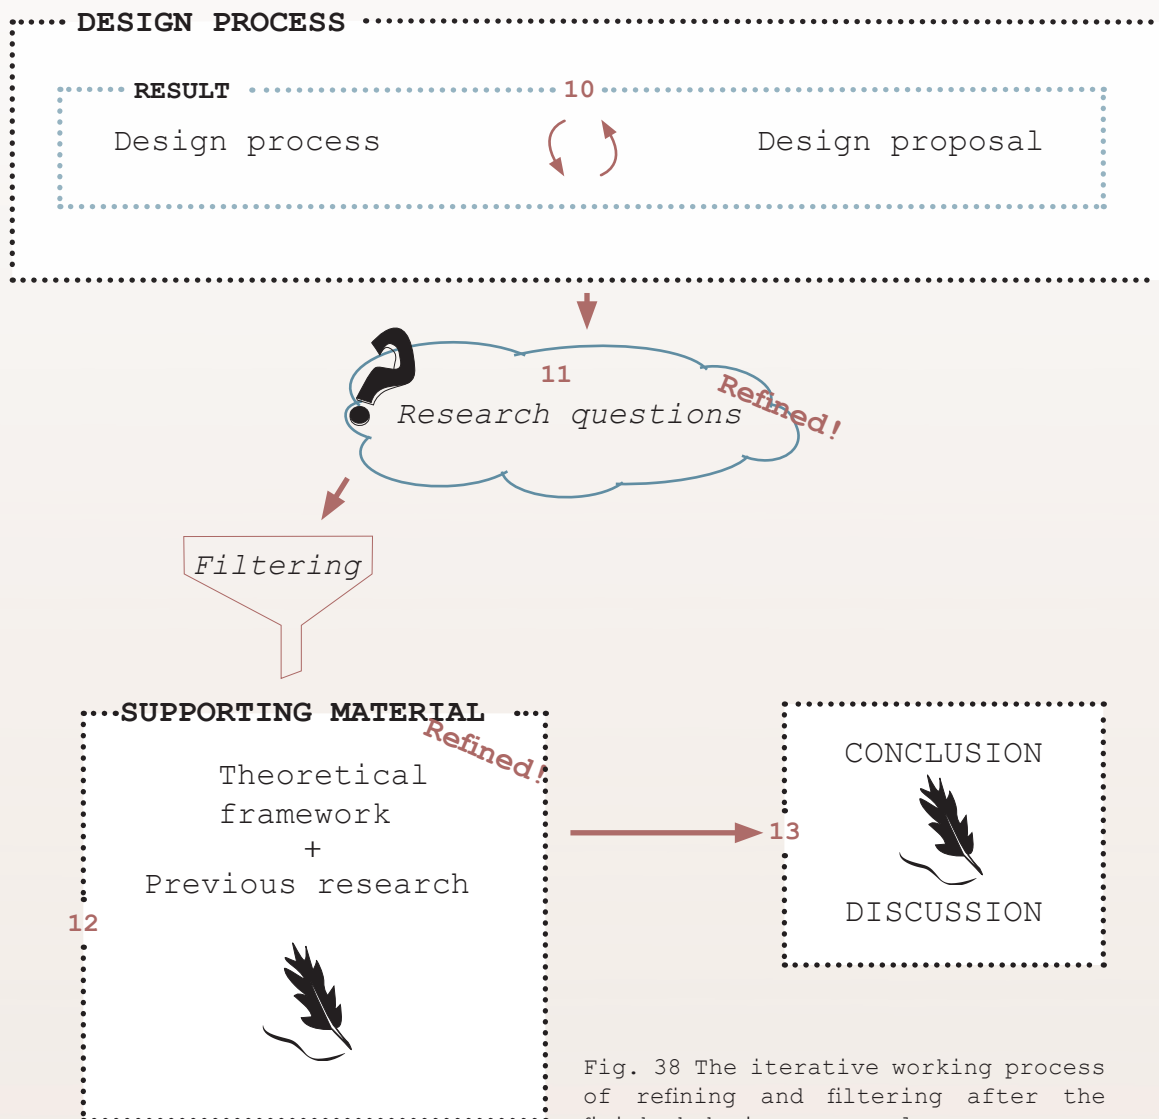 DESIGN PROCESS
RESULT
10
Design process
Design proposal
11
Refined!
Research questions
Filtering
SUPPORTING MATERIAL
Refined!
Theoretical
framework
+
Previous research
12
13
CONCLUSION
DISCUSSION
Fig. 38 The iterative working process
of refining and filtering after the